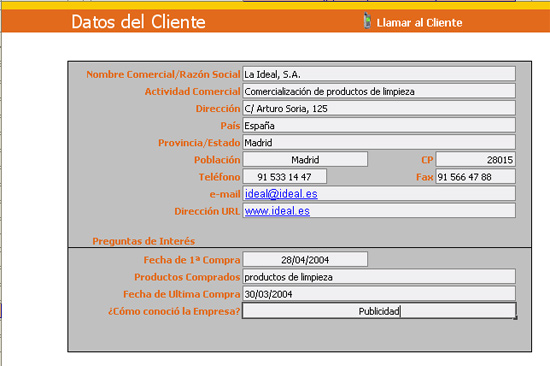 Datos del Cliente Llamar al Cliente
Nombre Comercial/Razón Social La Ideal, S.A.
Actividad Comercial Comercialización de productos de limpieza
Dirección C/ Arturo Soria, 125
País España
Provincia/Estado Madrid
Población Madrid CP 28015
Teléfono 91 533 14 47 Fax 91 566 47 88
e-mail ideal@ideal.es
Dirección URL www.ideal.es
Preguntas de Interés
Fecha de 1ª Compra 28/04/2004
Productos Comprados productos de limpieza
Fecha de Ultima Compra 30/03/2004
¿Cómo conoció la Empresa? Publicidad